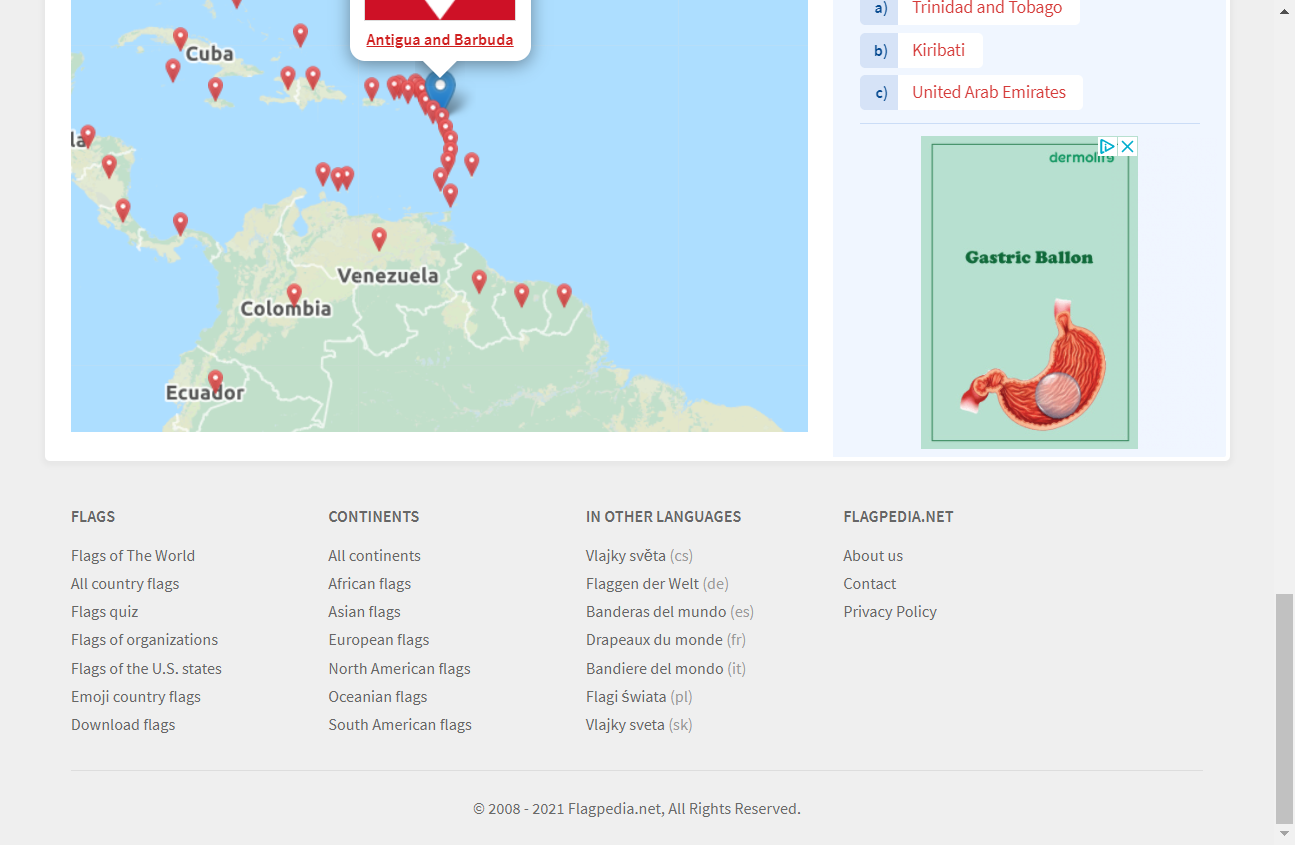 Antigua and Barbuda
Cuba
la
Venezuela
Colombia
Ecuador
a) Trinidad and Tobago
b) Kiribati
c) United Arab Emirates
Gastric Ballon
FLAGS
Flags of The World
All country flags
Flags quiz
Flags of organizations
Flags of the U.S. states
Emoji country flags
Download flags
CONTINENTS
All continents
African flags
Asian flags
European flags
North American flags
Oceanian flags
South American flags
IN OTHER LANGUAGES
Vlajky světa (cs)
Flaggen der Welt (de)
Banderas del mundo (es)
Drapeaux du monde (fr)
Bandiere del mondo (it)
Flagi świata (pl)
Vlajky sveta (sk)
FLAGPEDIA.NET
About us
Contact
Privacy Policy
© 2008 - 2021 Flagpedia.net, All Rights Reserved.